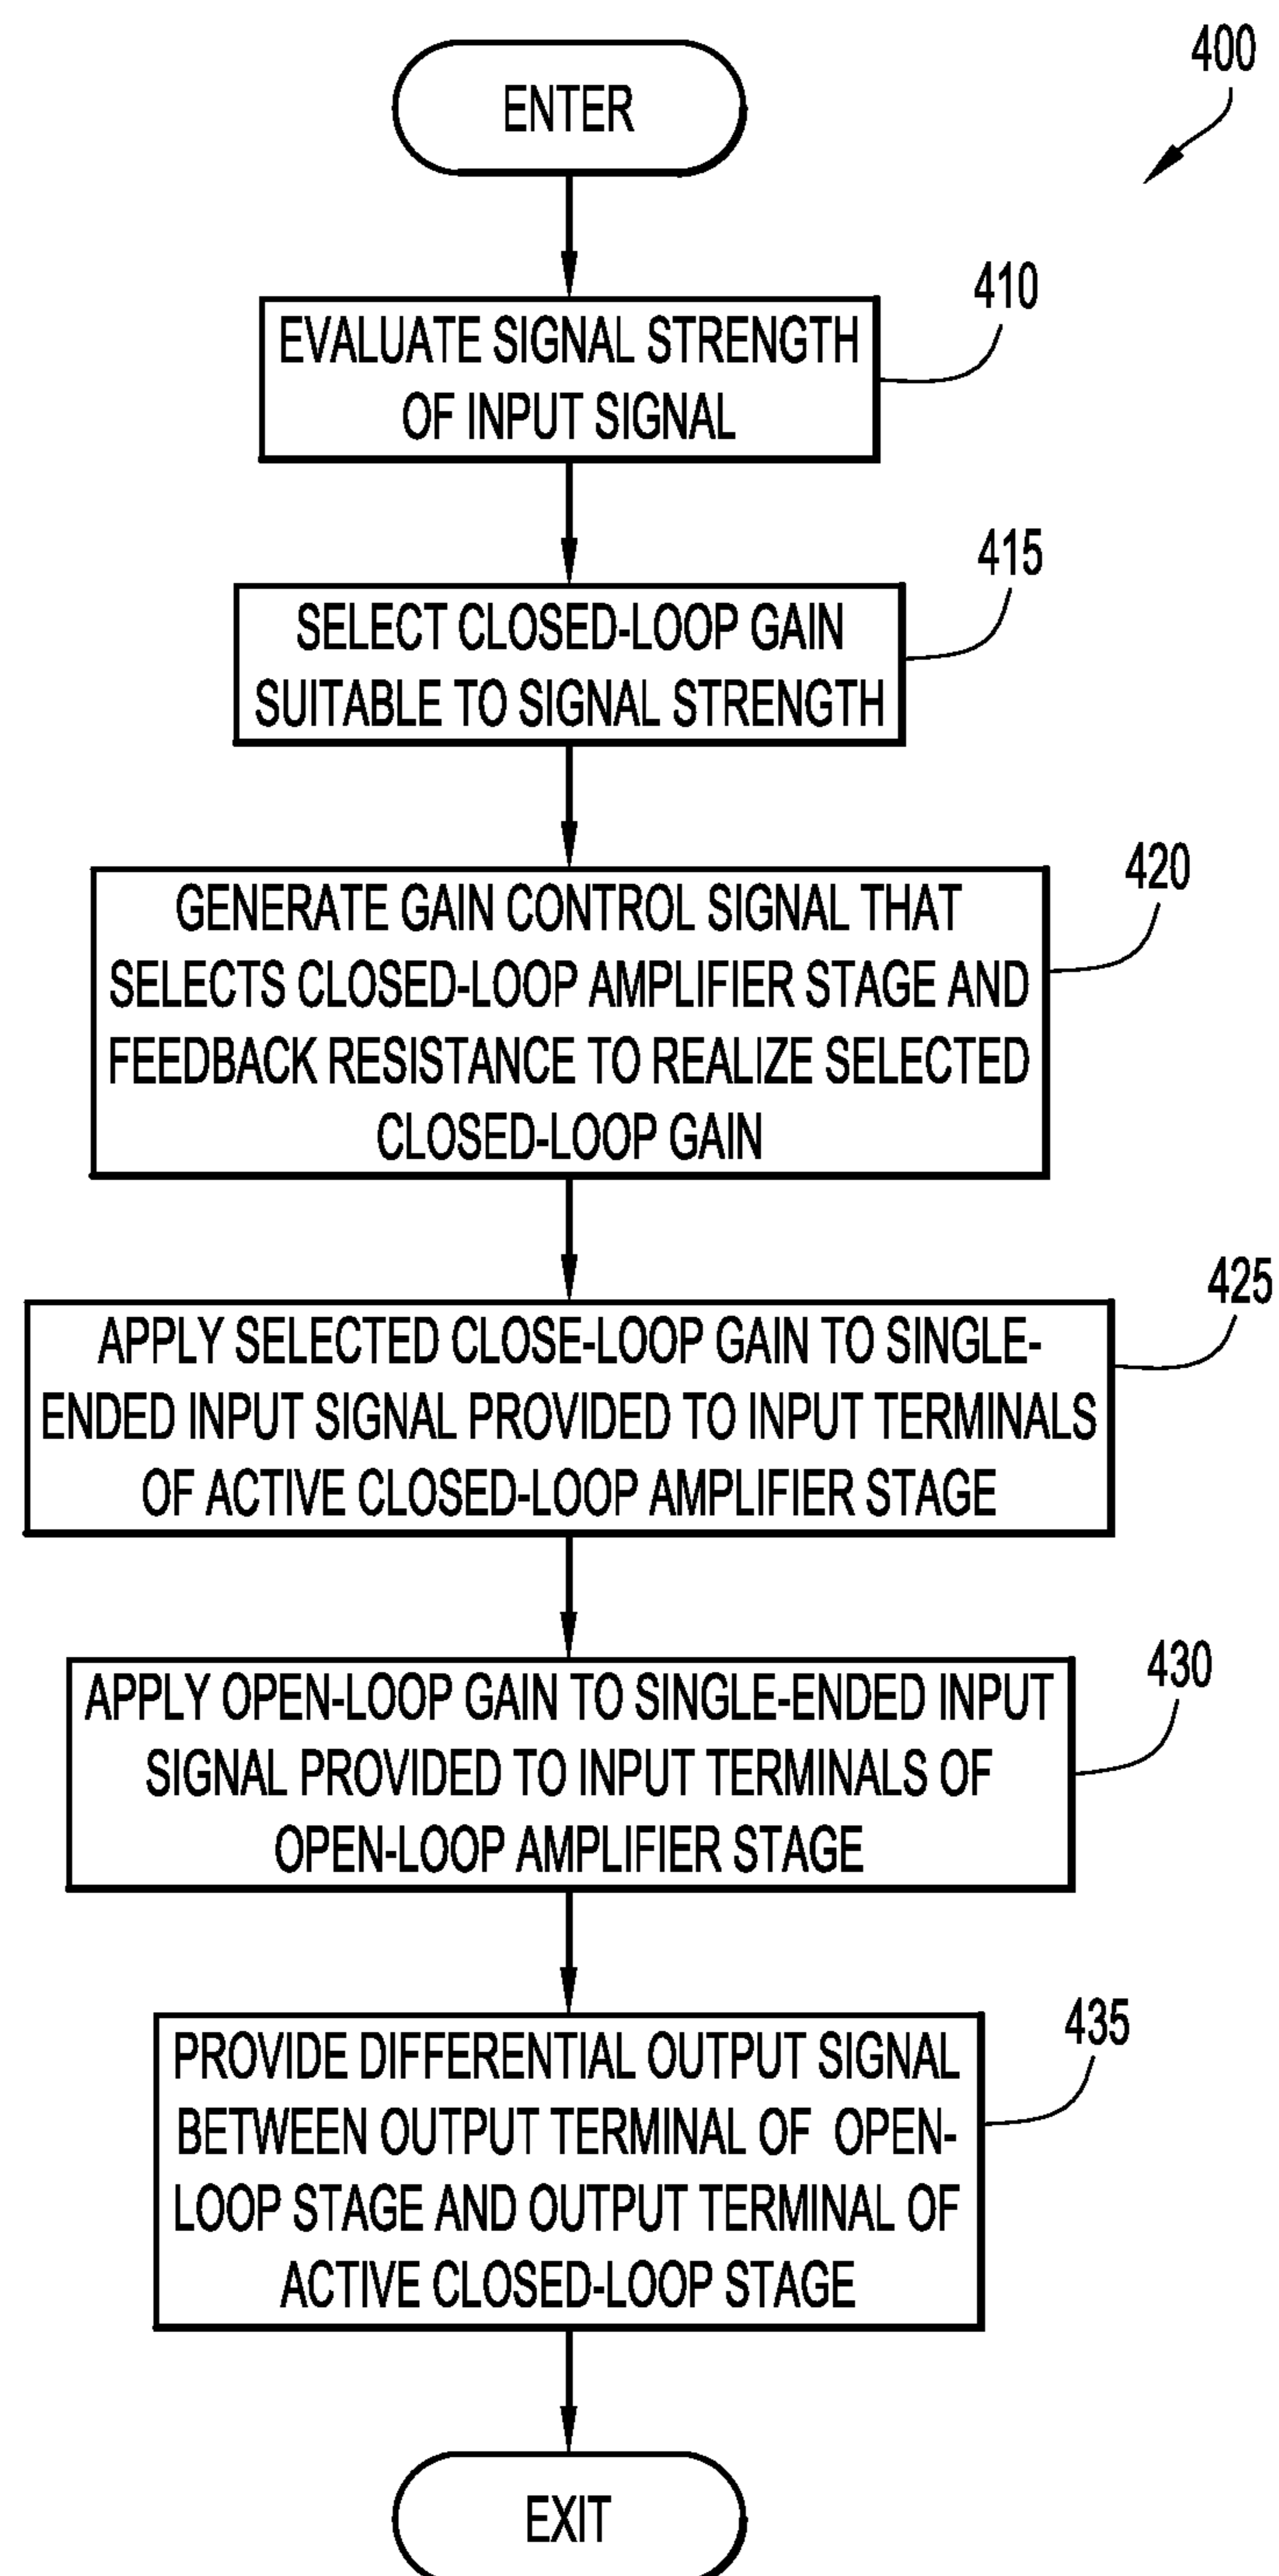 400
ENTER
410
EVALUATE SIGNAL STRENGTH
OF INPUT SIGNAL
415
SELECT CLOSED-LOOP GAIN
SUITABLE TO SIGNAL STRENGTH
420
GENERATE GAIN CONTROL SIGNAL THAT
SELECTS CLOSED-LOOP AMPLIFIER STAGE AND
FEEDBACK RESISTANCE TO REALIZE SELECTED
CLOSED-LOOP GAIN
425
APPLY SELECTED CLOSE-LOOP GAIN TO SINGLE-
ENDED INPUT SIGNAL PROVIDED TO INPUT TERMINALS
OF ACTIVE CLOSED-LOOP AMPLIFIER STAGE
430
APPLY OPEN-LOOP GAIN TO SINGLE-ENDED INPUT
SIGNAL PROVIDED TO INPUT TERMINALS OF
OPEN-LOOP AMPLIFIER STAGE
435
PROVIDE DIFFERENTIAL OUTPUT SIGNAL
BETWEEN OUTPUT TERMINAL OF OPEN-
LOOP STAGE AND OUTPUT TERMINAL OF
ACTIVE CLOSED-LOOP STAGE
EXIT